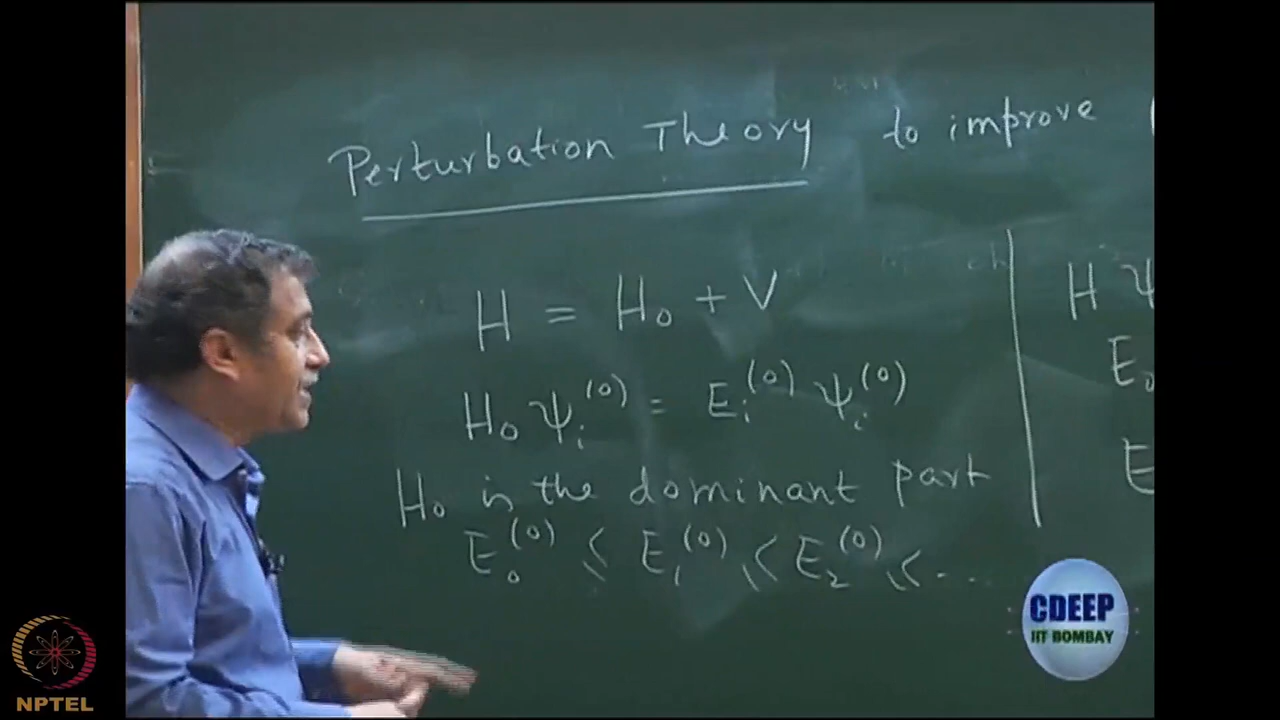 Perturbation Theory to improve
H = H₀ + V
H₀ ψᵢ⁽⁰⁾ = Eᵢ⁽⁰⁾ ψᵢ⁽⁰⁾
H₀ is the dominant part
E₀⁽⁰⁾ ≤ E₁⁽⁰⁾ ≤ E₂⁽⁰⁾ ≤ ...
H ψ
E₀
E
CDEEP
IIT BOMBAY
NPTEL